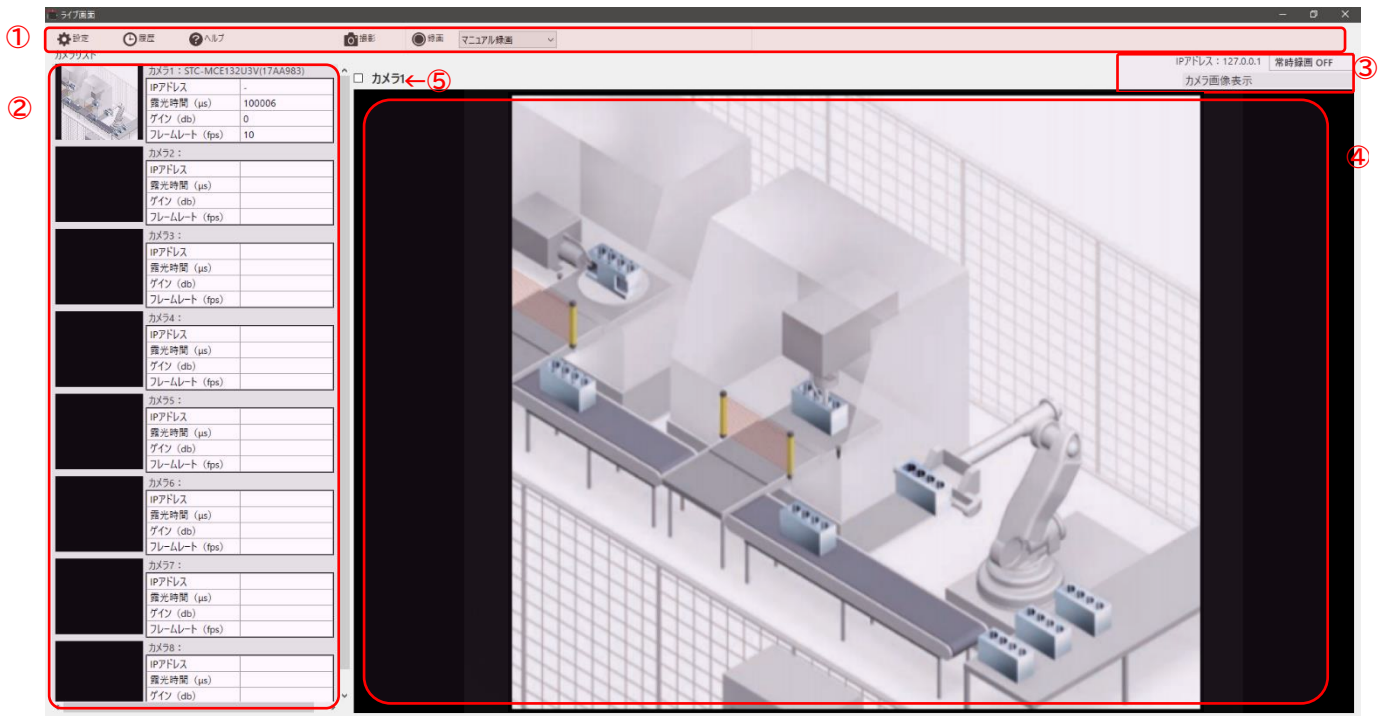 ライブ画面
①
設定 履歴 ヘルプ 撮影 録画 マニュアル録画
カメラリスト
②
カメラ1：STC-MCE132U3V(17AA983)
IPアドレス -
露光時間（μs） 100006
ゲイン（db） 0
フレームレート（fps） 10
カメラ2：
IPアドレス
露光時間（μs）
ゲイン（db）
フレームレート（fps）
カメラ3：
IPアドレス
露光時間（μs）
ゲイン（db）
フレームレート（fps）
カメラ4：
IPアドレス
露光時間（μs）
ゲイン（db）
フレームレート（fps）
カメラ5：
IPアドレス
露光時間（μs）
ゲイン（db）
フレームレート（fps）
カメラ6：
IPアドレス
露光時間（μs）
ゲイン（db）
フレームレート（fps）
カメラ7：
IPアドレス
露光時間（μs）
ゲイン（db）
フレームレート（fps）
カメラ8：
IPアドレス
露光時間（μs）
ゲイン（db）
カメラ1←⑤
IPアドレス：127.0.0.1 常時録画 OFF
カメラ画像表示
③
④